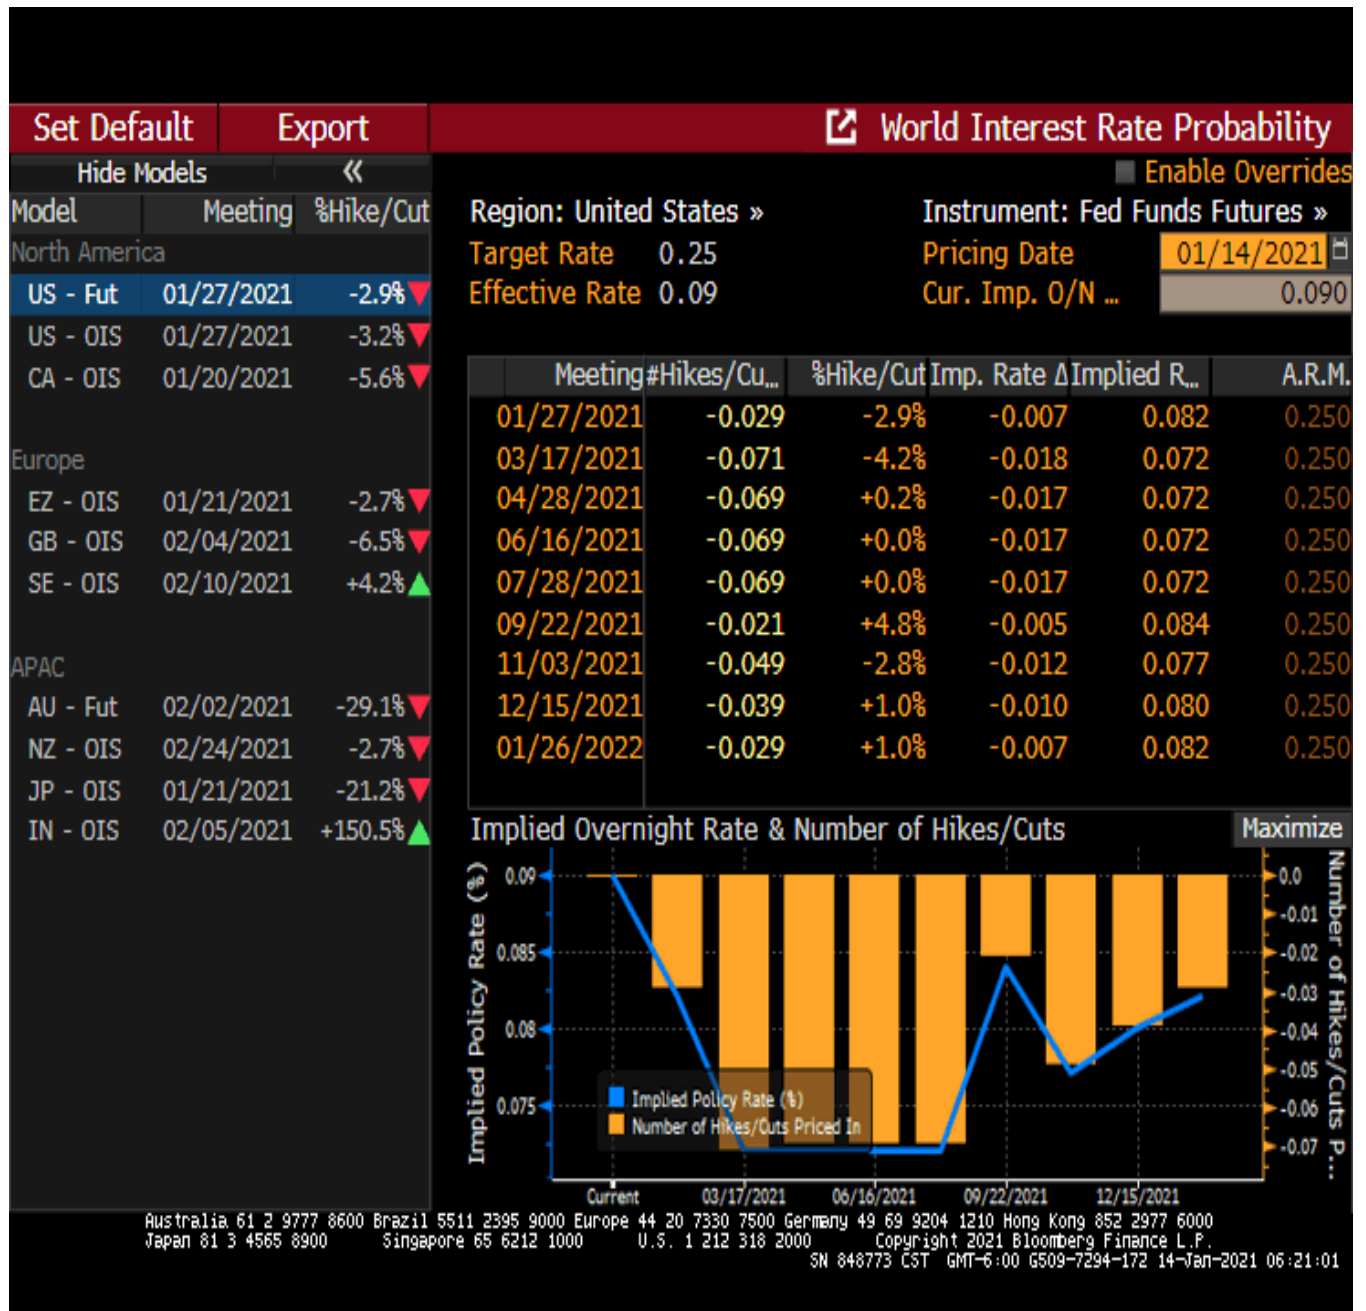 Set Default Export World Interest Rate Probability
Hide Models «
Enable Overrides
Model Meeting %Hike/Cut
North America
US - Fut 01/27/2021 -2.9%
US - OIS 01/27/2021 -3.2%
CA - OIS 01/20/2021 -5.6%
Europe
EZ - OIS 01/21/2021 -2.7%
GB - OIS 02/04/2021 -6.5%
SE - OIS 02/10/2021 +4.2%
APAC
AU - Fut 02/02/2021 -29.1%
NZ - OIS 02/24/2021 -2.7%
JP - OIS 01/21/2021 -21.2%
IN - OIS 02/05/2021 +150.5%
Region: United States » Instrument: Fed Funds Futures »
Target Rate 0.25 Pricing Date 01/14/2021
Effective Rate 0.09 Cur. Imp. O/N ... 0.090
Meeting #Hikes/Cu... %Hike/Cut Imp. Rate Δ Implied R... A.R.M.
01/27/2021 -0.029 -2.9% -0.007 0.082 0.250
03/17/2021 -0.071 -4.2% -0.018 0.072 0.250
04/28/2021 -0.069 +0.2% -0.017 0.072 0.250
06/16/2021 -0.069 +0.0% -0.017 0.072 0.250
07/28/2021 -0.069 +0.0% -0.017 0.072 0.250
09/22/2021 -0.021 +4.8% -0.005 0.084 0.250
11/03/2021 -0.049 -2.8% -0.012 0.077 0.250
12/15/2021 -0.039 +1.0% -0.010 0.080 0.250
01/26/2022 -0.029 +1.0% -0.007 0.082 0.250
Implied Overnight Rate & Number of Hikes/Cuts Maximize
Implied Policy Rate (%)
0.09
0.085
0.08
0.075
Implied Policy Rate (%)
Number of Hikes/Cuts Priced In
0.0
-0.01
-0.02
-0.03
-0.04
-0.05
-0.06
-0.07
Number of Hikes/Cuts P...
Current 03/17/2021 06/16/2021 09/22/2021 12/15/2021
Australia 61 2 9777 8600 Brazil 5511 2395 9000 Europe 44 20 7330 7500 Germany 49 69 9204 1210 Hong Kong 852 2977 6000
Japan 81 3 4565 8900 Singapore 65 6212 1000 U.S. 1 212 318 2000 Copyright 2021 Bloomberg Finance L.P.
SN 848773 CST GMT-6:00 G509-7294-172 14-Jan-2021 06:21:01